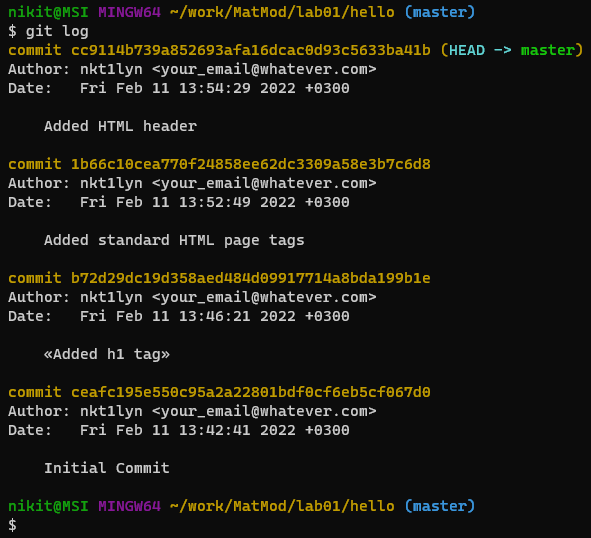 nikit@MSI MINGW64 ~/work/MatMod/lab01/hello (master)
$ git log
commit cc9114b739a852693afa16dcac0d93c5633ba41b (HEAD -> master)
Author: nkt1lyn <your_email@whatever.com>
Date:   Fri Feb 11 13:54:29 2022 +0300
    Added HTML header
commit 1b66c10cea770f24858ee62dc3309a58e3b7c6d8
Author: nkt1lyn <your_email@whatever.com>
Date:   Fri Feb 11 13:52:49 2022 +0300
    Added standard HTML page tags
commit b72d29dc19d358aed484d09917714a8bda199b1e
Author: nkt1lyn <your_email@whatever.com>
Date:   Fri Feb 11 13:46:21 2022 +0300
    «Added h1 tag»
commit ceafc195e550c95a2a22801bdf0cf6eb5cf067d0
Author: nkt1lyn <your_email@whatever.com>
Date:   Fri Feb 11 13:42:41 2022 +0300
    Initial Commit
nikit@MSI MINGW64 ~/work/MatMod/lab01/hello (master)
$